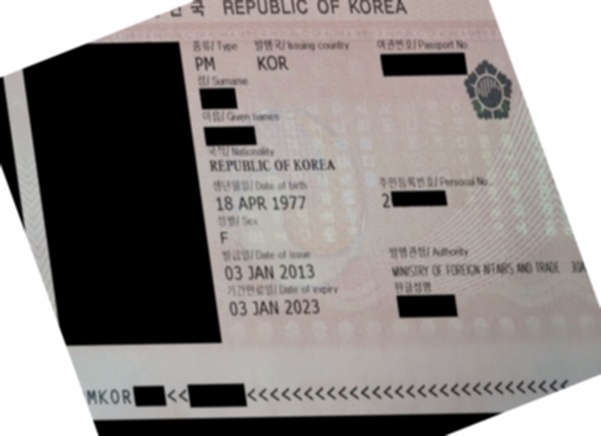 국 REPUBLIC OF KOREA
종류/Type 발행국/Issuing country 여권번호/Passport No.
PM KOR
성/Surname
이름/Given names
국적/Nationality
REPUBLIC OF KOREA
생년월일/Date of birth 주민등록번호/Personal No.
18 APR 1977 2
성별/Sex
F
발급일/Date of issue 발행관청/Authority
03 JAN 2013 MINISTRY OF FOREIGN AFFAIRS AND TRADE
기간만료일/Date of expiry 한글성명
03 JAN 2023
MKOR << <<<<<<<<<<<<<<<<<<<<<<<<<<<<<<